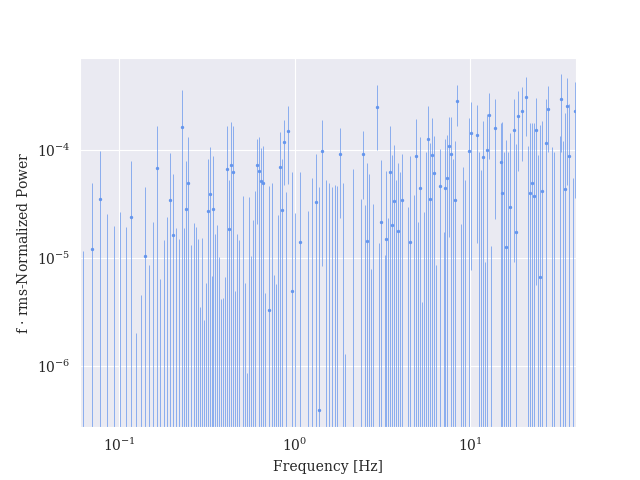 f · rms-Normalized Power
10⁻⁴
10⁻⁵
10⁻⁶
10⁻¹ 10⁰ 10¹
Frequency [Hz]